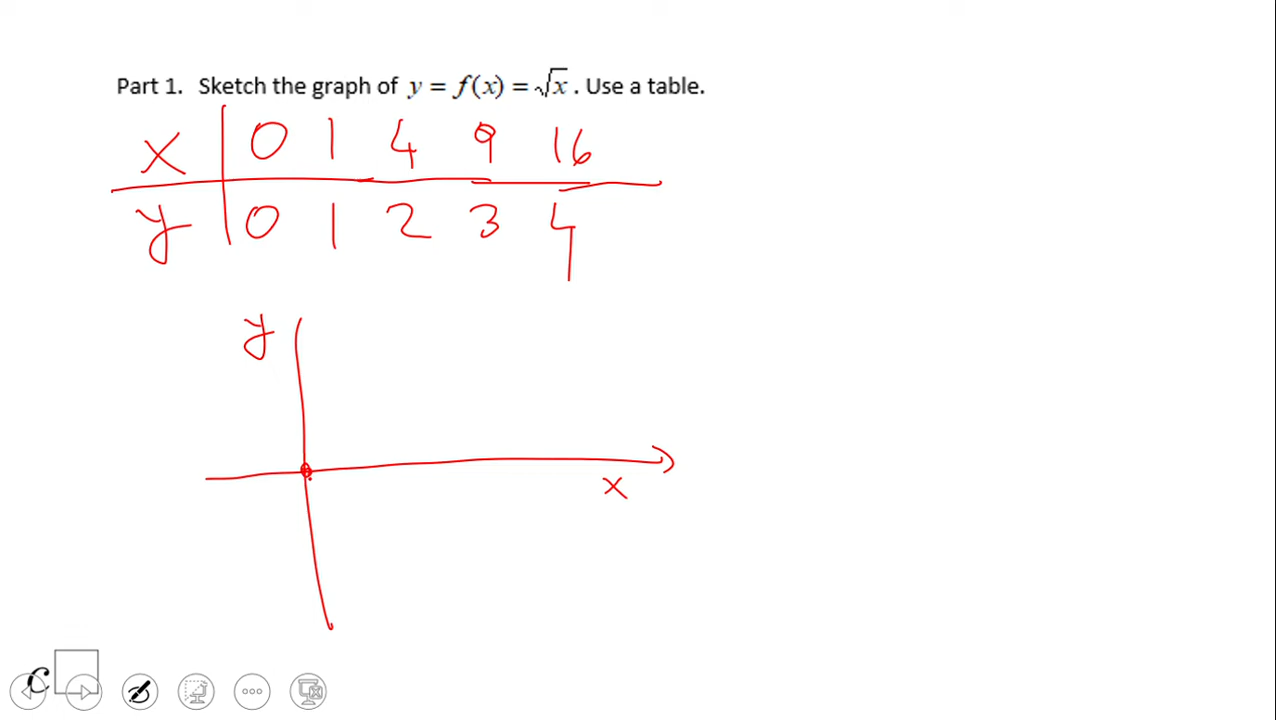 Part 1. Sketch the graph of y = f(x) = √x. Use a table.
x 0 1 4 9 16
y 0 1 2 3 4
y
x
C